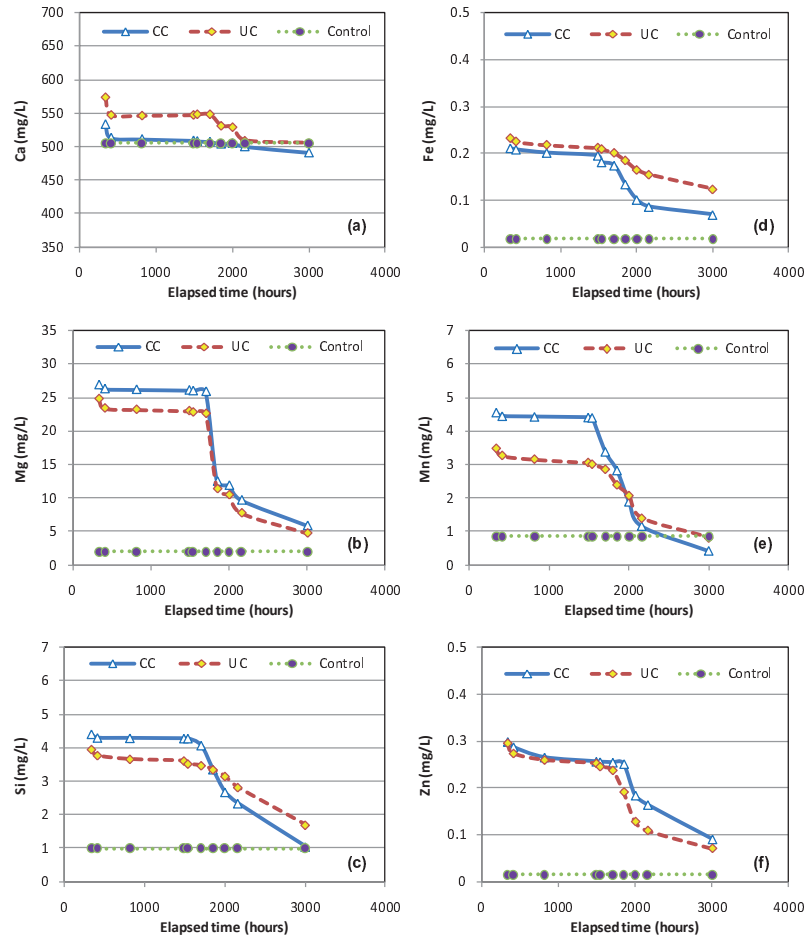 CC UC Control
700
650
600
550
500
450
400
350
0 1000 2000 3000 4000
Ca (mg/L)
Elapsed time (hours)
(a)
CC UC Control
0.5
0.4
0.3
0.2
0.1
0
0 1000 2000 3000 4000
Fe (mg/L)
Elapsed time (hours)
(d)
CC UC Control
35
30
25
20
15
10
5
0
0 1000 2000 3000 4000
Mg (mg/L)
Elapsed time (hours)
(b)
CC UC Control
7
6
5
4
3
2
1
0
0 1000 2000 3000 4000
Mn (mg/L)
Elapsed time (hours)
(e)
CC UC Control
7
6
5
4
3
2
1
0
0 1000 2000 3000 4000
Si (mg/L)
Elapsed time (hours)
(c)
CC UC Control
0.5
0.4
0.3
0.2
0.1
0
0 1000 2000 3000 4000
Zn (mg/L)
Elapsed time (hours)
(f)